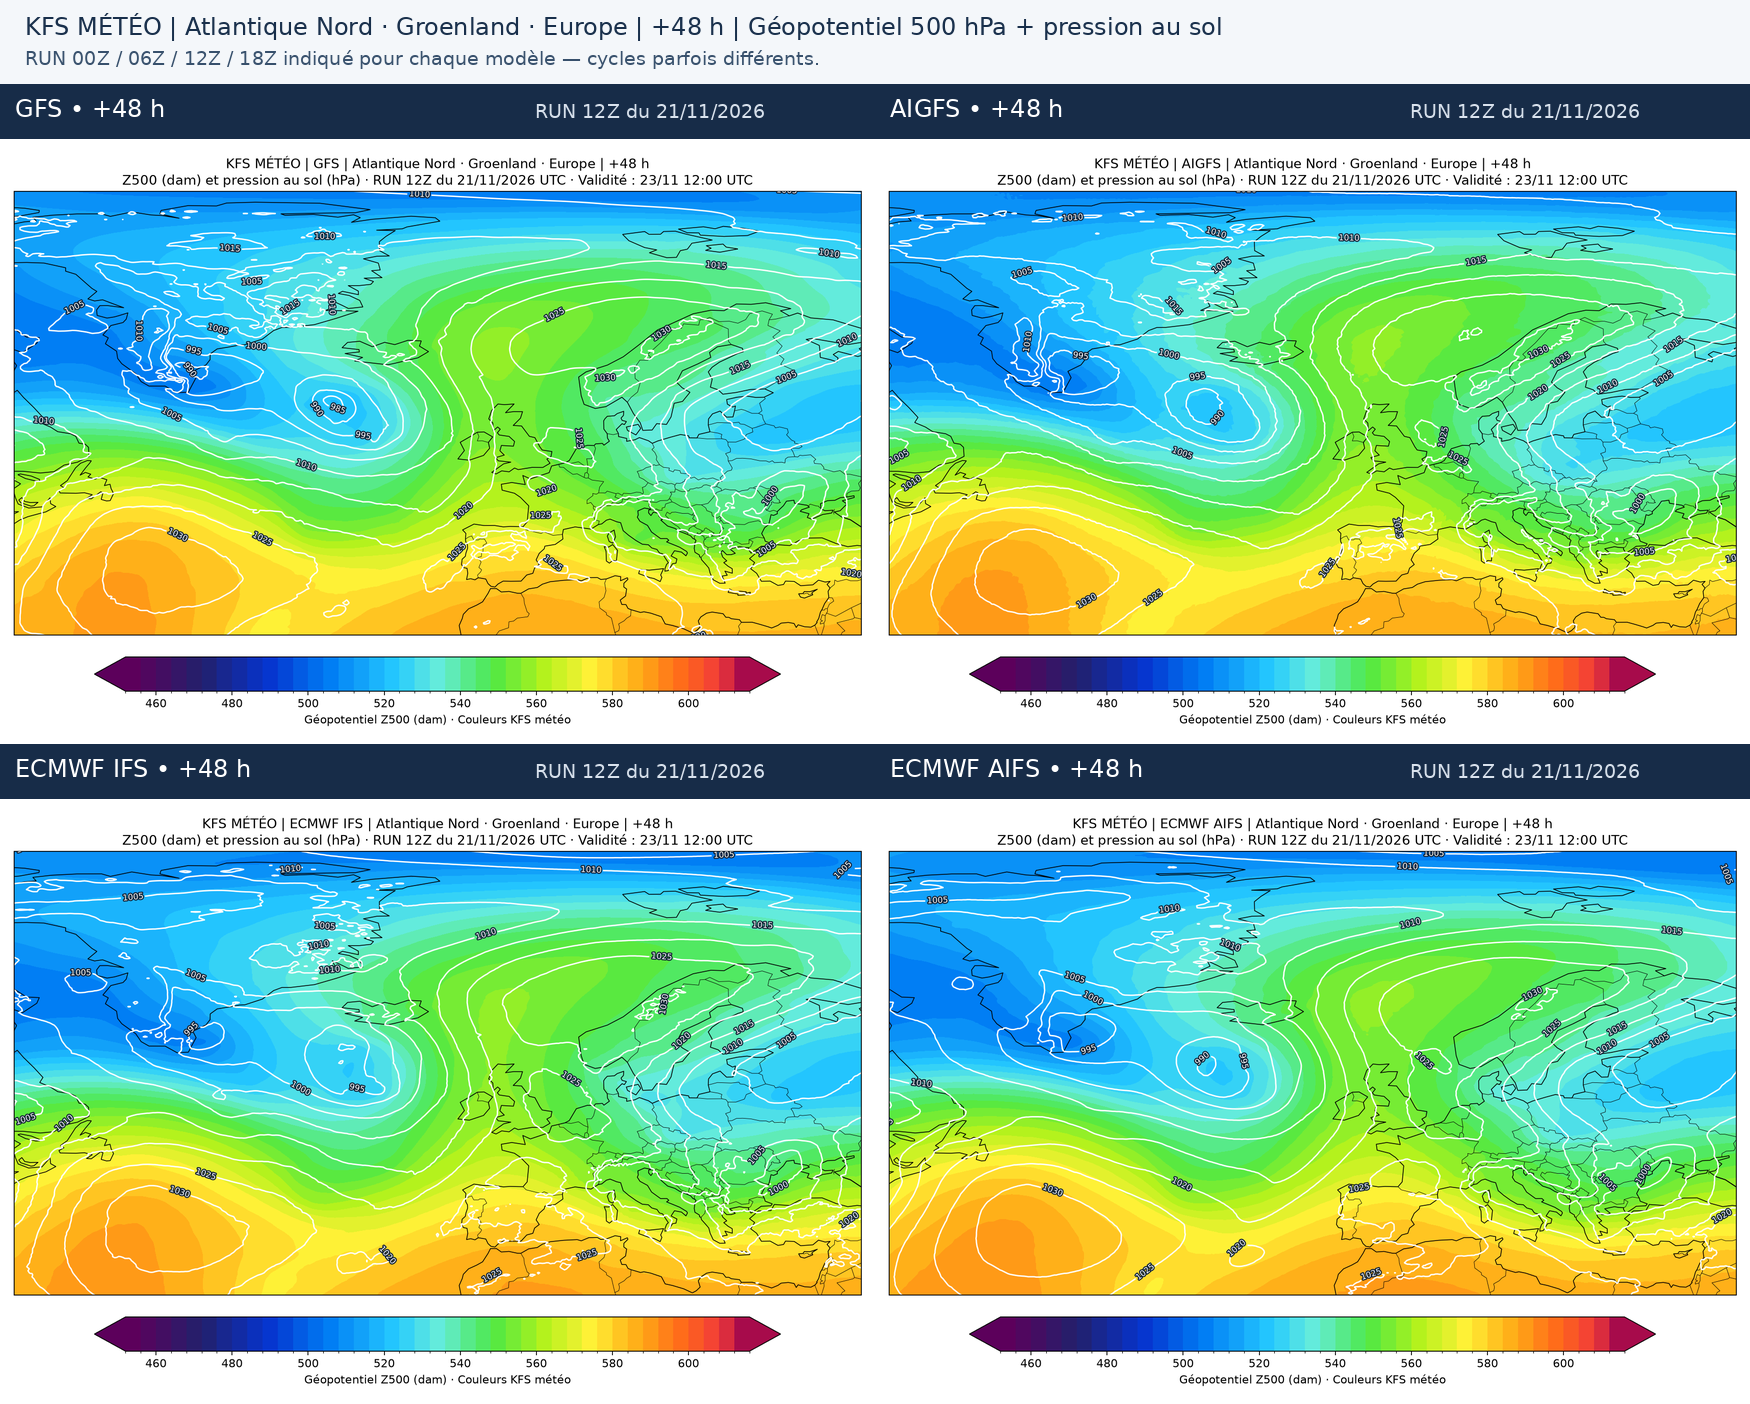 KFS MÉTÉO | Atlantique Nord · Groenland · Europe | +48 h | Géopotentiel 500 hPa + pression au sol
RUN 00Z / 06Z / 12Z / 18Z indiqué pour chaque modèle — cycles parfois différents.
GFS • +48 h
RUN 12Z du 21/11/2026
AIGFS • +48 h
RUN 12Z du 21/11/2026
KFS MÉTÉO | GFS | Atlantique Nord · Groenland · Europe | +48 h
Z500 (dam) et pression au sol (hPa) · RUN 12Z du 21/11/2026 UTC · Validité : 23/11 12:00 UTC
KFS MÉTÉO | AIGFS | Atlantique Nord · Groenland · Europe | +48 h
Z500 (dam) et pression au sol (hPa) · RUN 12Z du 21/11/2026 UTC · Validité : 23/11 12:00 UTC
460 480 500 520 540 560 580 600
Géopotentiel Z500 (dam) · Couleurs KFS météo
460 480 500 520 540 560 580 600
Géopotentiel Z500 (dam) · Couleurs KFS météo
ECMWF IFS • +48 h
RUN 12Z du 21/11/2026
ECMWF AIFS • +48 h
RUN 12Z du 21/11/2026
KFS MÉTÉO | ECMWF IFS | Atlantique Nord · Groenland · Europe | +48 h
Z500 (dam) et pression au sol (hPa) · RUN 12Z du 21/11/2026 UTC · Validité : 23/11 12:00 UTC
KFS MÉTÉO | ECMWF AIFS | Atlantique Nord · Groenland · Europe | +48 h
Z500 (dam) et pression au sol (hPa) · RUN 12Z du 21/11/2026 UTC · Validité : 23/11 12:00 UTC
460 480 500 520 540 560 580 600
Géopotentiel Z500 (dam) · Couleurs KFS météo
460 480 500 520 540 560 580 600
Géopotentiel Z500 (dam) · Couleurs KFS météo